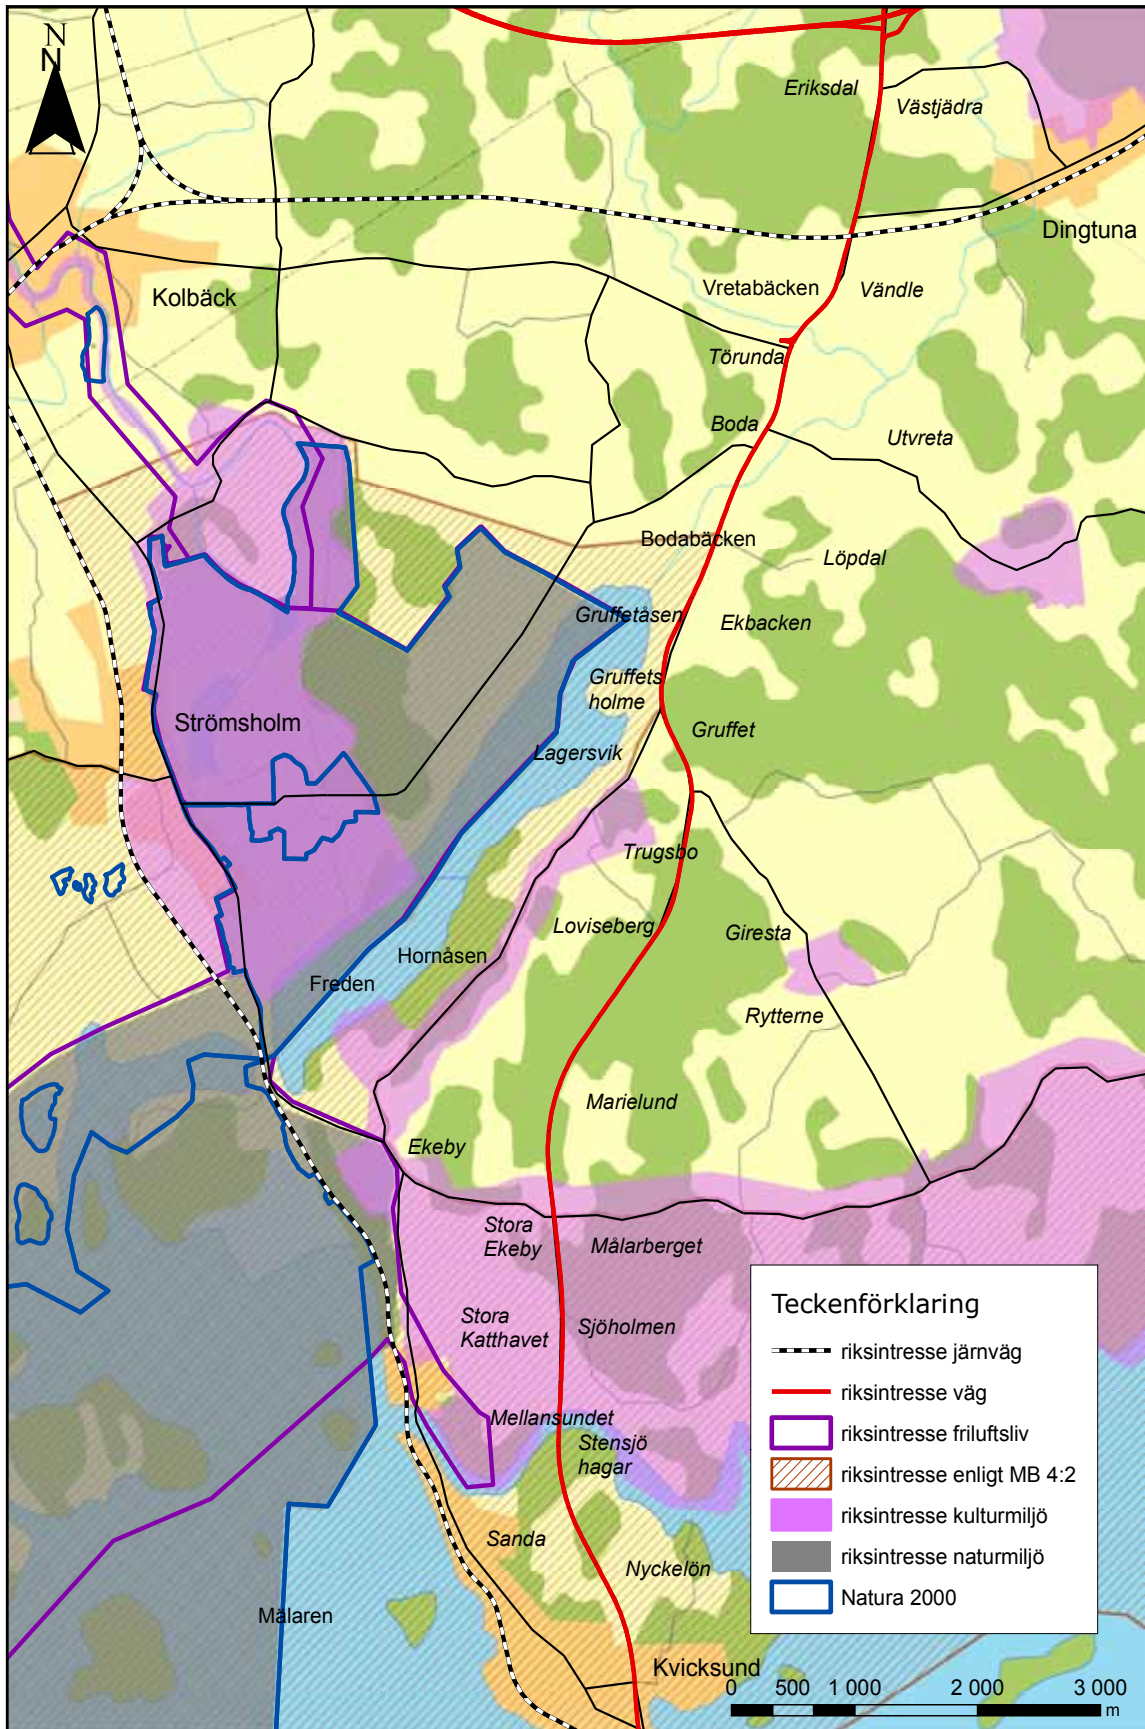 N
N
Eriksdal
Västjädra
Dingtuna
Kolbäck
Vretabäcken
Vändle
Törunda
Boda
Utvreta
Bodabäcken
Löpdal
Gruffetåsen
Ekbacken
Gruffets
holme
Strömsholm
Gruffet
Lagersvik
Trugsbo
Loviseberg
Giresta
Hornåsen
Freden
Rytterne
Marielund
Ekeby
Stora
Ekeby
Målarberget
Stora
Katthavet
Sjöholmen
Mellansundet
Stensjö
hagar
Sanda
Nyckelön
Mälaren
Kvicksund
Teckenförklaring
riksintresse järnväg
riksintresse väg
riksintresse friluftsliv
riksintresse enligt MB 4:2
riksintresse kulturmiljö
riksintresse naturmiljö
Natura 2000
0 500 1 000 2 000 3 000
m